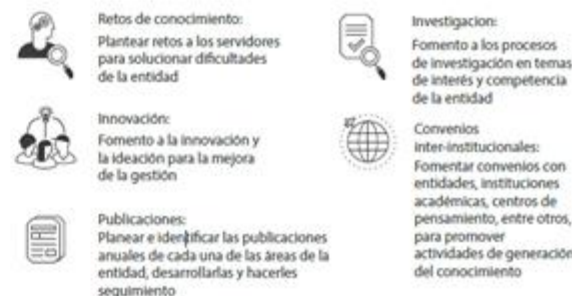 Retos de conocimiento:
Plantear retos a los servidores
para solucionar dificultades
de la entidad
Innovación:
Fomento a la innovación y
la ideación para la mejora
de la gestión
Publicaciones:
Planear e identificar las publicaciones
anuales de cada una de las áreas de la
entidad, desarrollarlas y hacerles
seguimiento
Investigacion:
Fomento a los procesos
de investigación en temas
de interés y competencia
de la entidad
Convenios
inter-institucionales:
Fomentar convenios con
entidades, instituciones
académicas, centros de
pensamiento, entre otros,
para promover
actividades de generación
del conocimiento